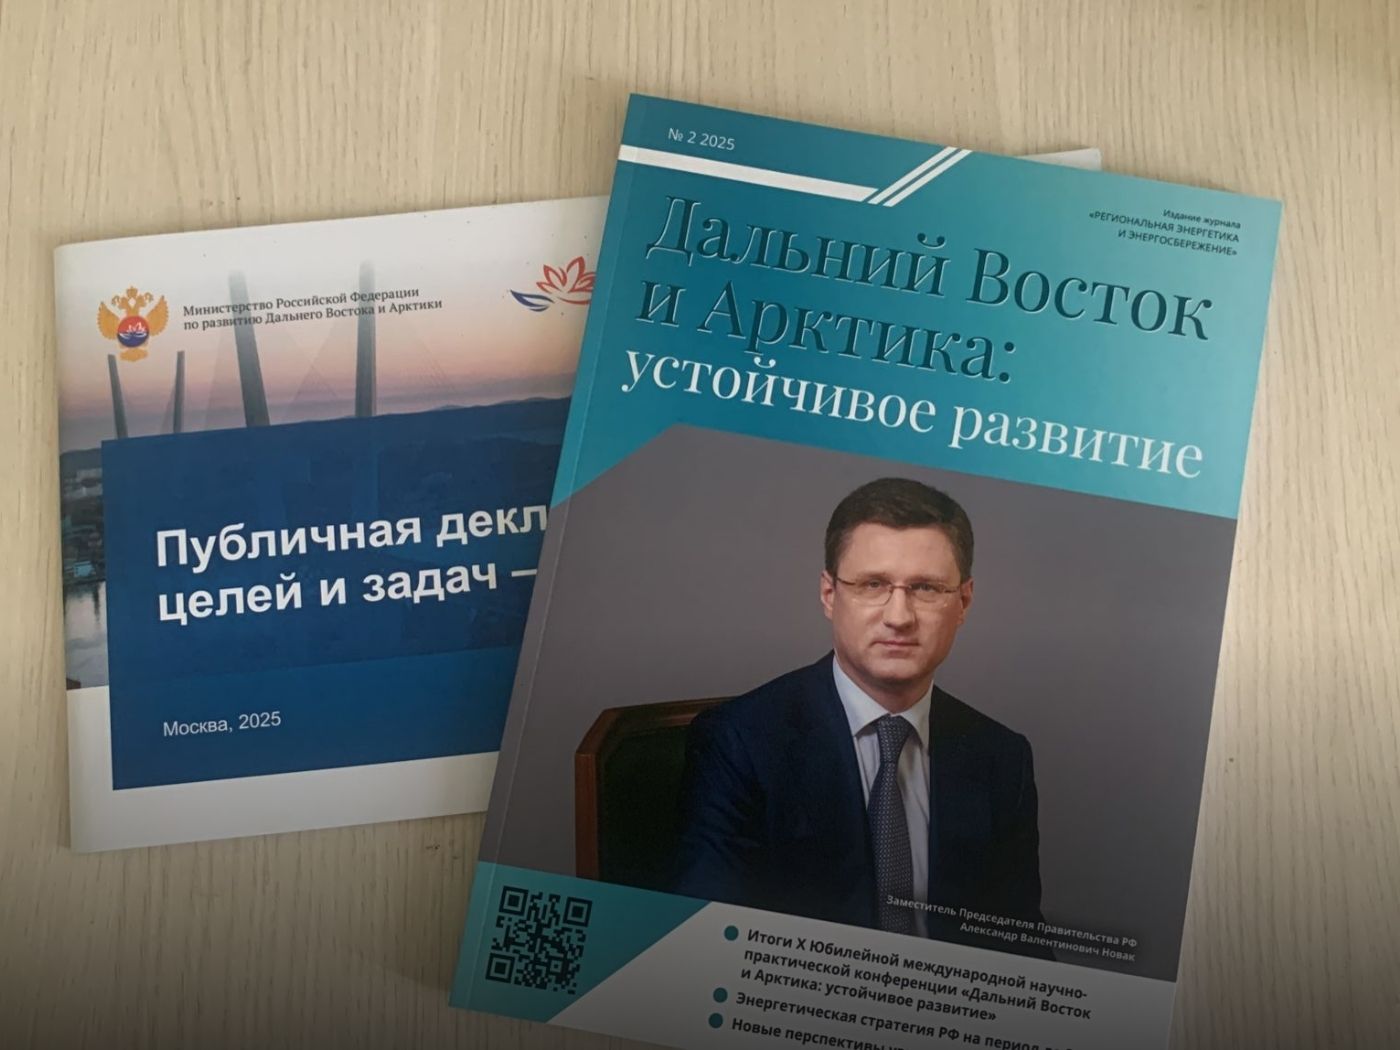 Министерство Российской Федерации
по развитию Дальнего Востока и Арктики
Публичная
целей и задач –
Москва, 2025
№ 2 2025
Издание журнала
«РЕГИОНАЛЬНАЯ ЭНЕРГЕТИКА
И ЭНЕРГОСБЕРЕЖЕНИЕ»
Дальний Восток
и Арктика:
устойчивое развитие
Заместитель Председателя Правительства РФ
Александр Валентинович Новак
Итоги X Юбилейной международной научно-
практической конференции «Дальний Восток
и Арктика: устойчивое развитие»
Энергетическая стратегия РФ на период
Новые перспективы